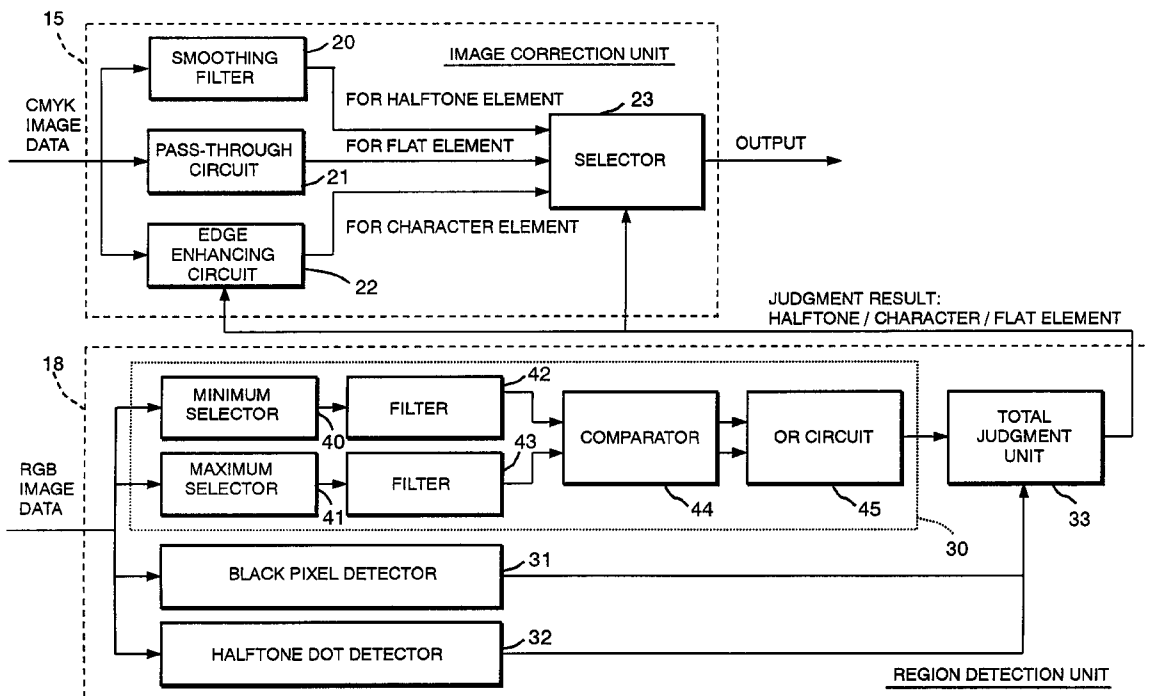 15
20
SMOOTHING
FILTER
IMAGE CORRECTION UNIT
CMYK
IMAGE
DATA
FOR HALFTONE ELEMENT
23
PASS-THROUGH
CIRCUIT
21
FOR FLAT ELEMENT
SELECTOR
OUTPUT
EDGE
ENHANCING
CIRCUIT
22
FOR CHARACTER ELEMENT
JUDGMENT RESULT:
HALFTONE / CHARACTER / FLAT ELEMENT
18
MINIMUM
SELECTOR
40
FILTER
42
COMPARATOR
44
OR CIRCUIT
45
TOTAL
JUDGMENT
UNIT
33
RGB
IMAGE
DATA
MAXIMUM
SELECTOR
41
FILTER
43
30
BLACK PIXEL DETECTOR
31
HALFTONE DOT DETECTOR
32
REGION DETECTION UNIT